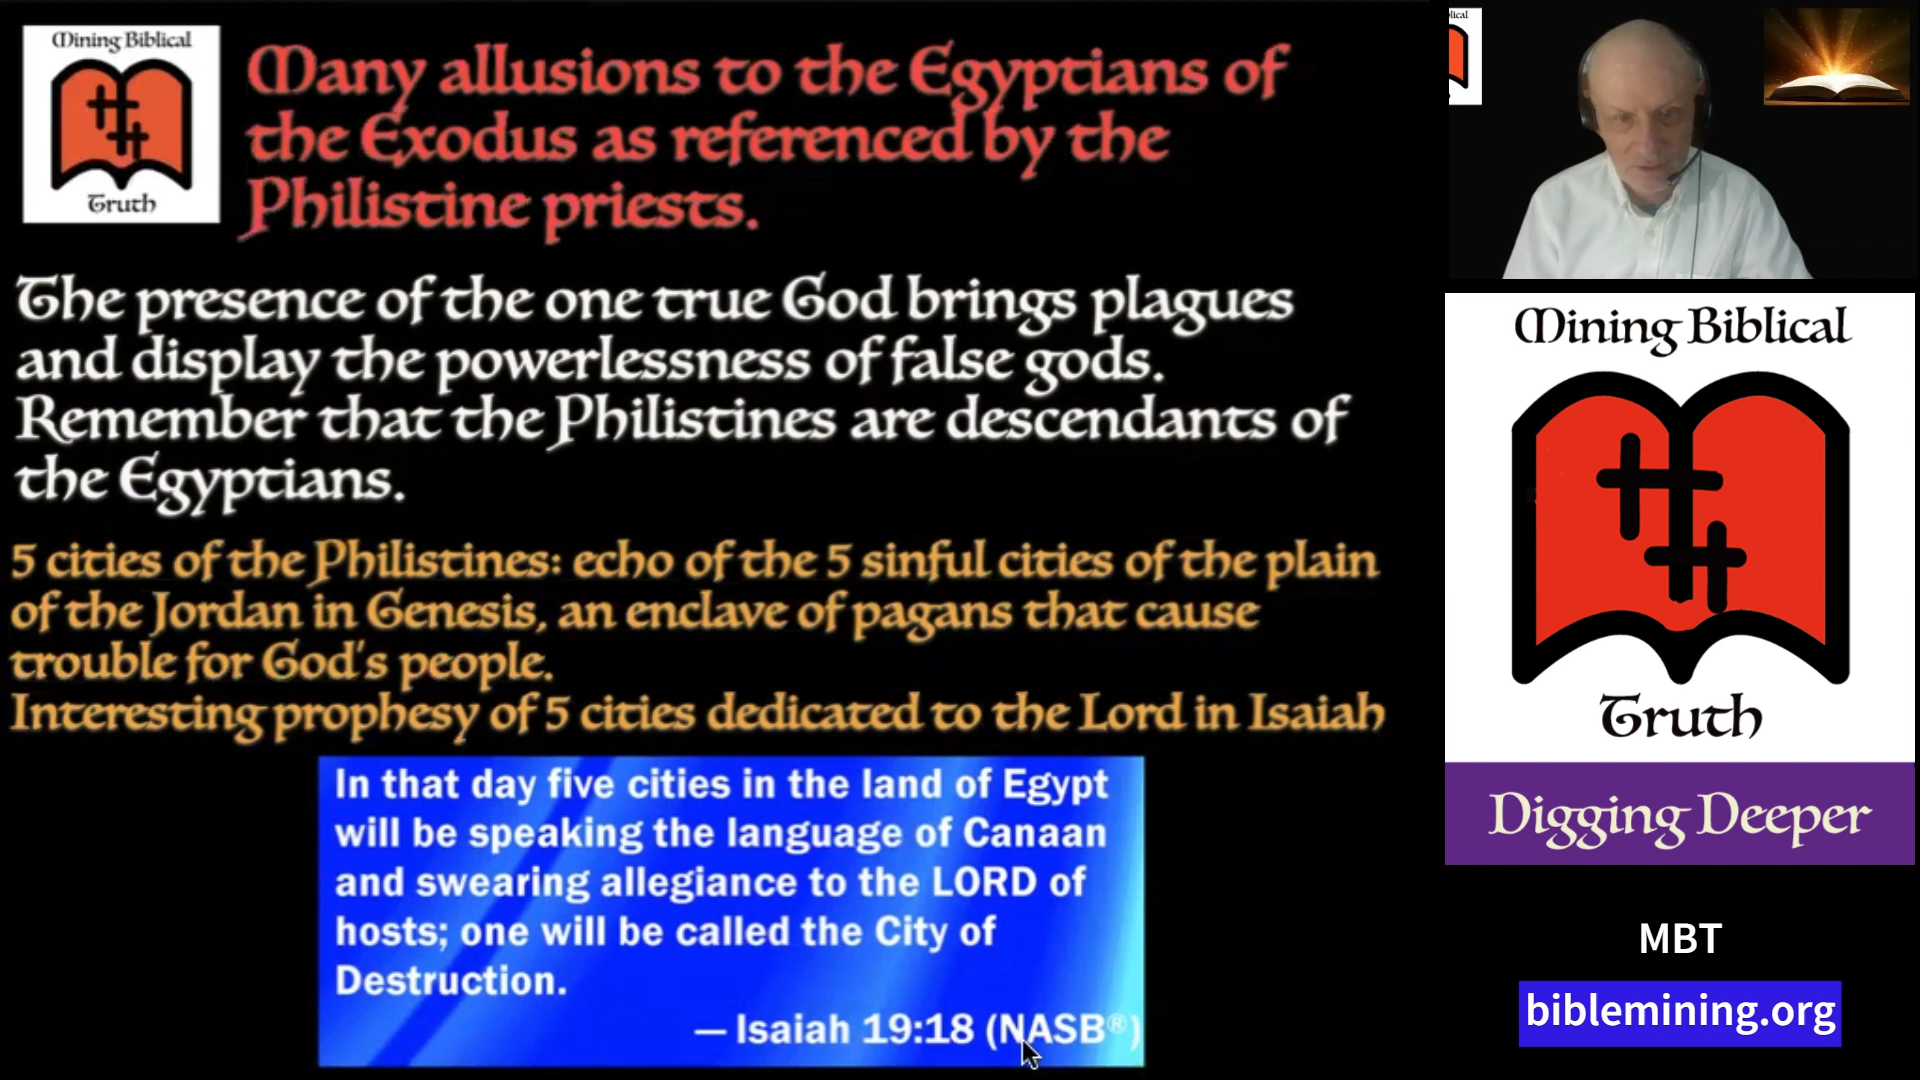 Mining Biblical
Truth
Many allusions to the Egyptians of
the Exodus as referenced by the
Philistine priests.
The presence of the one true God brings plagues
and display the powerlessness of false gods.
Remember that the Philistines are descendants of
the Egyptians.
5 cities of the Philistines: echo of the 5 sinful cities of the plain
of the Jordan in Genesis, an enclave of pagans that cause
trouble for God's people.
Interesting prophesy of 5 cities dedicated to the Lord in Isaiah
In that day five cities in the land of Egypt
will be speaking the language of Canaan
and swearing allegiance to the LORD of
hosts; one will be called the City of
Destruction.
— Isaiah 19:18 (NASB®)
Mining Biblical
Truth
Digging Deeper
MBT
biblemining.org